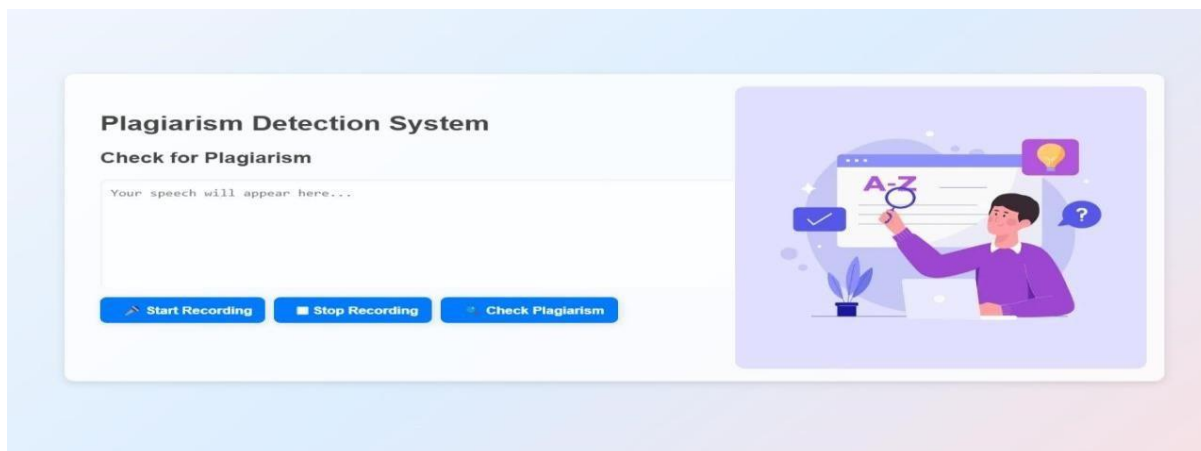 Plagiarism Detection System
Check for Plagiarism
Your speech will appear here...
Start Recording
Stop Recording
Check Plagiarism
A-Z
?